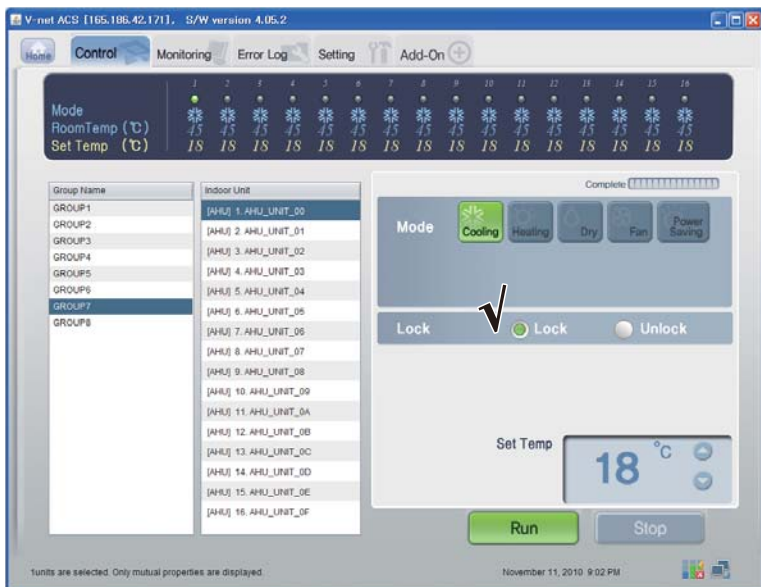 V-net ACS [165.186.42.171],   S/W version 4.05.2
Home Control Monitoring Error Log Setting Add-On
1 2 3 4 5 6 7 8 9 10 11 12 13 14 15 16
Mode
RoomTemp (℃) 45 45 45 45 45 45 45 45 45 45 45 45 45 45 45 45
Set Temp (℃) 18 18 18 18 18 18 18 18 18 18 18 18 18 18 18 18
Group Name
GROUP1
GROUP2
GROUP3
GROUP4
GROUP5
GROUP6
GROUP7
GROUP8
Indoor Unit
[AHU] 1. AHU_UNIT_00
[AHU] 2. AHU_UNIT_01
[AHU] 3. AHU_UNIT_02
[AHU] 4. AHU_UNIT_03
[AHU] 5. AHU_UNIT_04
[AHU] 6. AHU_UNIT_05
[AHU] 7. AHU_UNIT_06
[AHU] 8. AHU_UNIT_07
[AHU] 9. AHU_UNIT_08
[AHU] 10. AHU_UNIT_09
[AHU] 11. AHU_UNIT_0A
[AHU] 12. AHU_UNIT_0B
[AHU] 13. AHU_UNIT_0C
[AHU] 14. AHU_UNIT_0D
[AHU] 15. AHU_UNIT_0E
[AHU] 16. AHU_UNIT_0F
Complete
Mode Cooling Heating Dry Fan Power
Saving
√
Lock Lock Unlock
Set Temp 18 °C
Run Stop
1units are selected. Only mutual properties are displayed.
November 11, 2010 9:02 PM